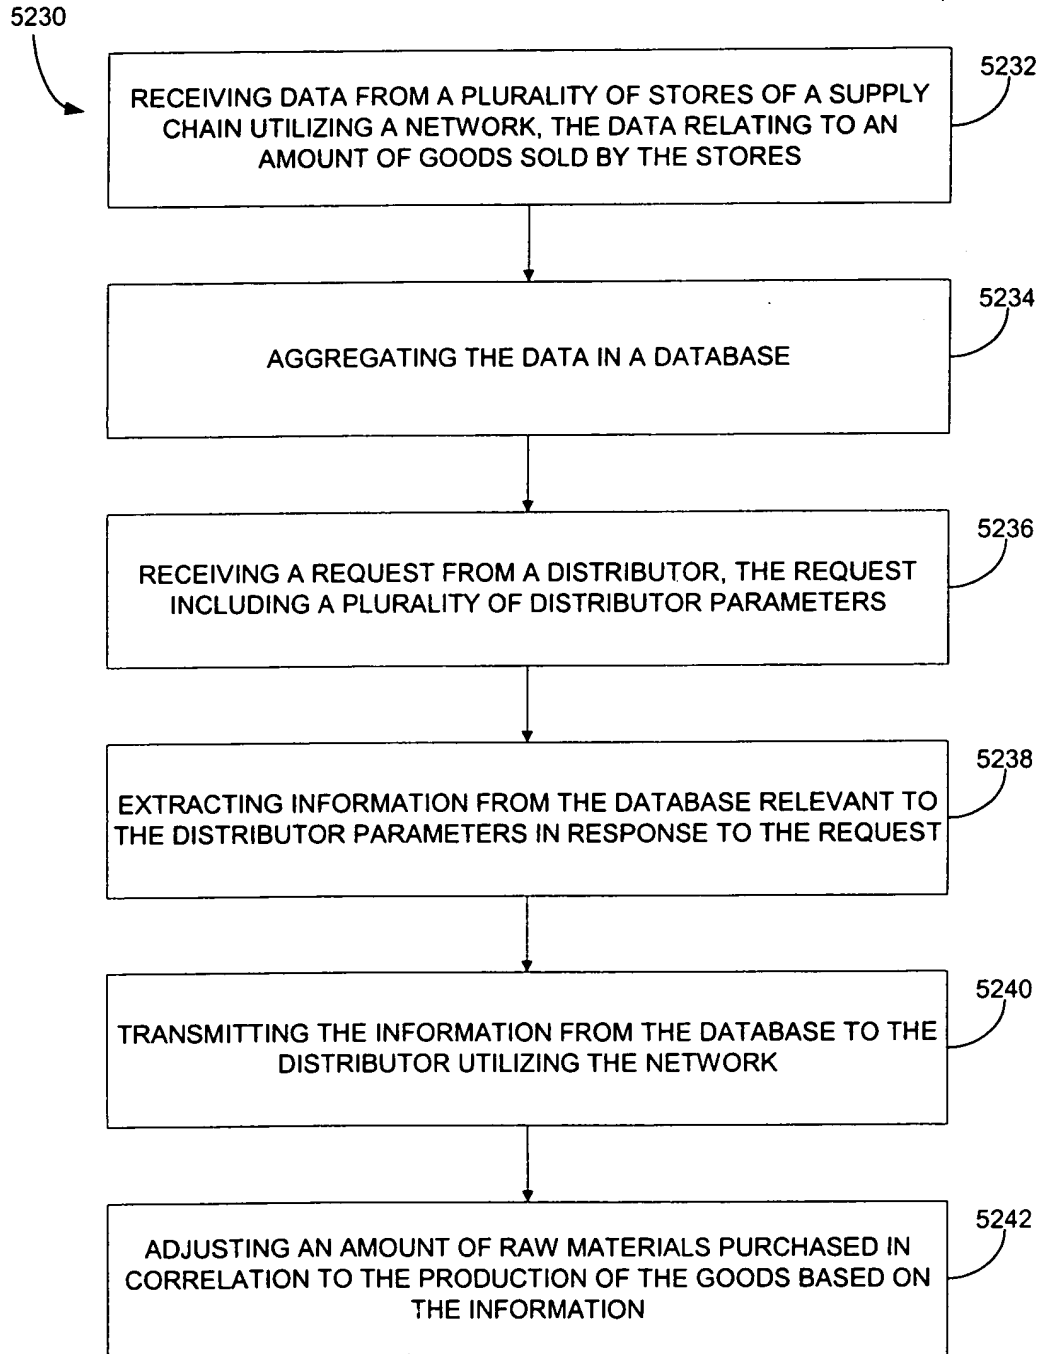 5230
5232
RECEIVING DATA FROM A PLURALITY OF STORES OF A SUPPLY
CHAIN UTILIZING A NETWORK, THE DATA RELATING TO AN
AMOUNT OF GOODS SOLD BY THE STORES
5234
AGGREGATING THE DATA IN A DATABASE
5236
RECEIVING A REQUEST FROM A DISTRIBUTOR, THE REQUEST
INCLUDING A PLURALITY OF DISTRIBUTOR PARAMETERS
5238
EXTRACTING INFORMATION FROM THE DATABASE RELEVANT TO
THE DISTRIBUTOR PARAMETERS IN RESPONSE TO THE REQUEST
5240
TRANSMITTING THE INFORMATION FROM THE DATABASE TO THE
DISTRIBUTOR UTILIZING THE NETWORK
5242
ADJUSTING AN AMOUNT OF RAW MATERIALS PURCHASED IN
CORRELATION TO THE PRODUCTION OF THE GOODS BASED ON
THE INFORMATION